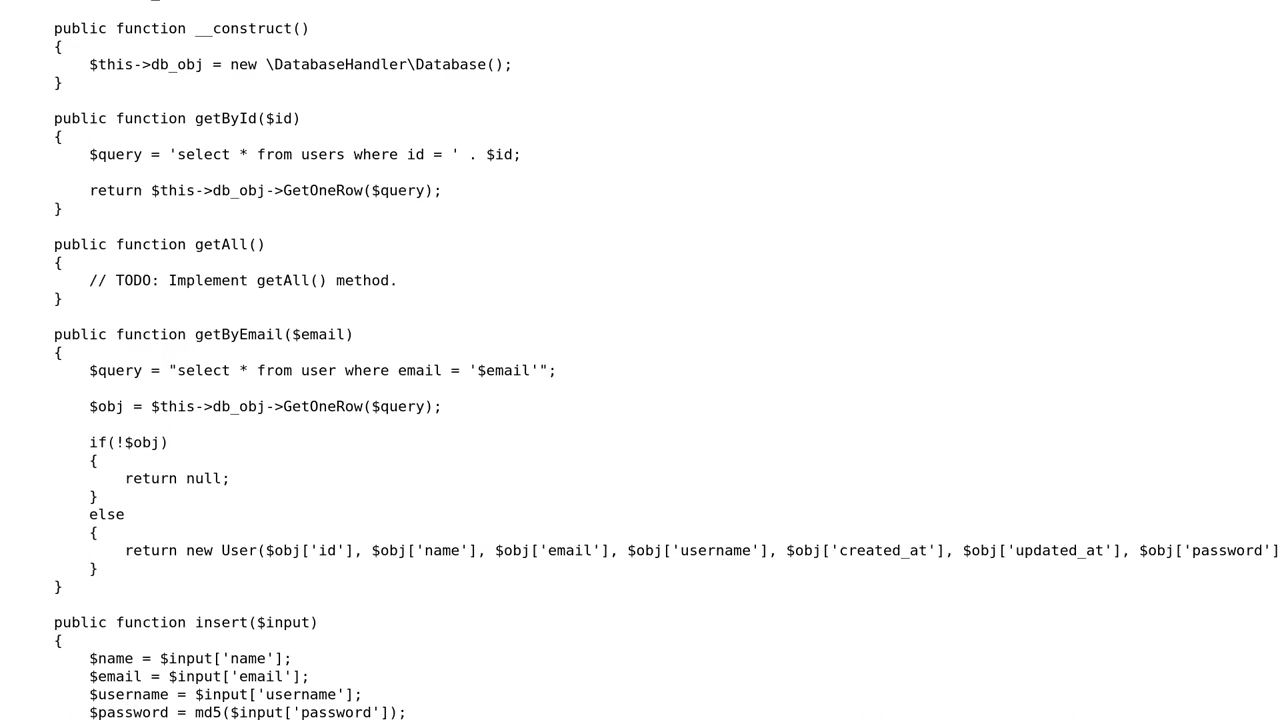 public function __construct()
{
$this->db_obj = new \DatabaseHandler\Database();
}
public function getById($id)
{
$query = 'select * from users where id = ' . $id;
return $this->db_obj->GetOneRow($query);
}
public function getAll()
{
// TODO: Implement getAll() method.
}
public function getByEmail($email)
{
$query = "select * from user where email = '$email'";
$obj = $this->db_obj->GetOneRow($query);
if(!$obj)
{
return null;
}
else
{
return new User($obj['id'], $obj['name'], $obj['email'], $obj['username'], $obj['created_at'], $obj['updated_at'], $obj['password']
}
}
public function insert($input)
{
$name = $input['name'];
$email = $input['email'];
$username = $input['username'];
$password = md5($input['password']);